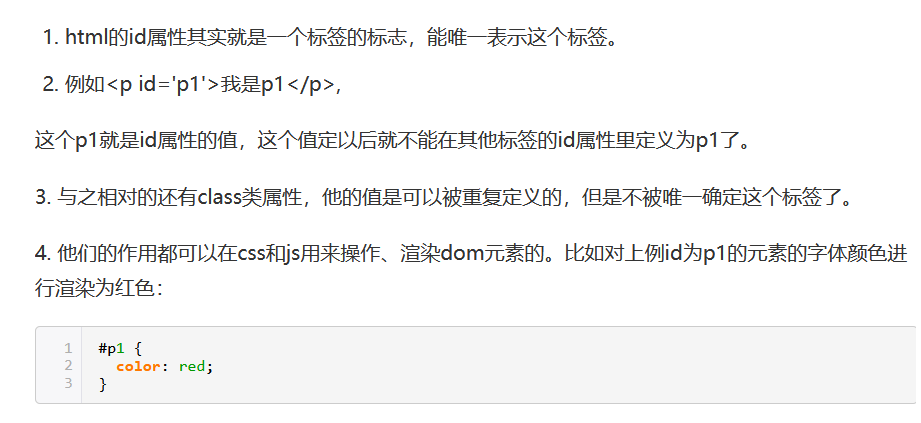 1. html的id属性其实就是一个标签的标志，能唯一表示这个标签。
2. 例如<p id='p1'>我是p1</p>,
这个p1就是id属性的值，这个值定以后就不能在其他标签的id属性里定义为p1了。
3. 与之相对的还有class类属性，他的值是可以被重复定义的，但是不被唯一确定这个标签了。
4. 他们的作用都可以在css和js用来操作、渲染dom元素的。比如对上例id为p1的元素的字体颜色进
行渲染为红色：
1 #p1 {
2   color: red;
3 }